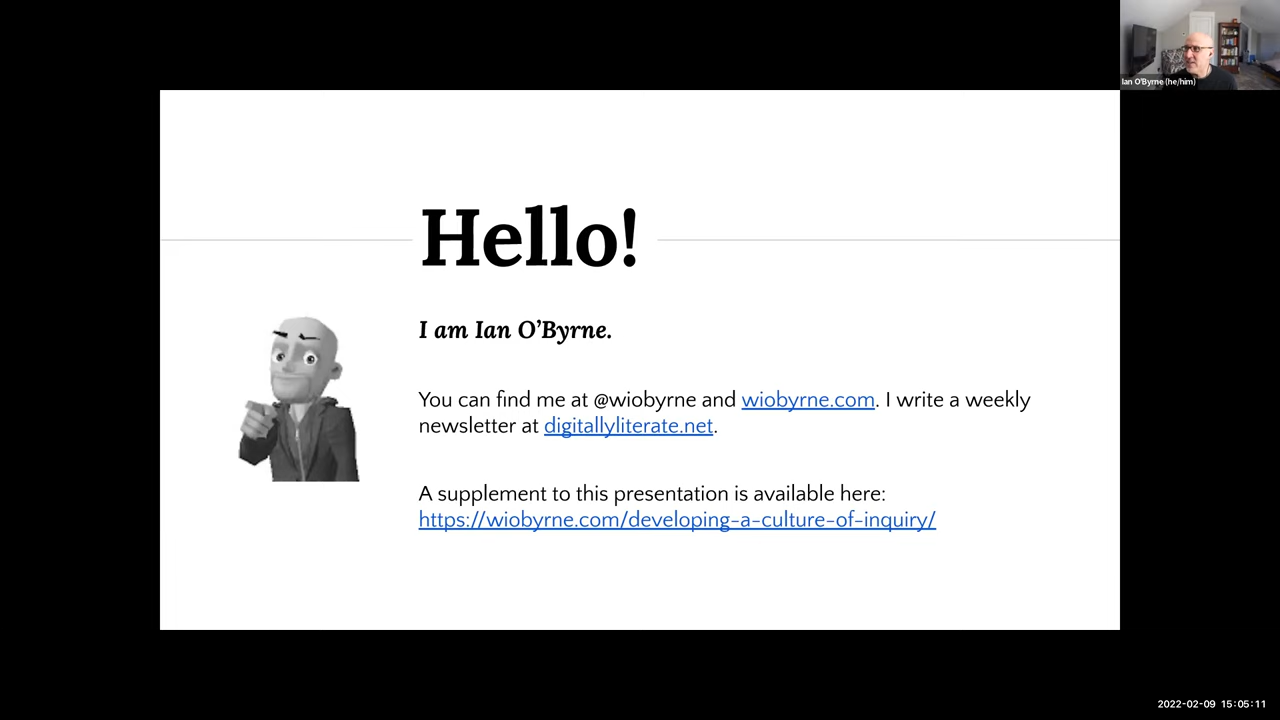 Ian O'Byrne (he/him)
Hello!
I am Ian O’Byrne.
You can find me at @wiobyrne and wiobyrne.com. I write a weekly
newsletter at digitallyliterate.net.
A supplement to this presentation is available here:
https://wiobyrne.com/developing-a-culture-of-inquiry/
2022-02-09 15:05:11